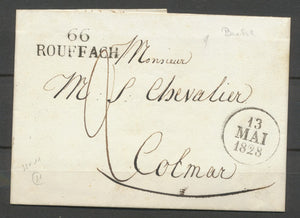 66
ROUFFACH
Monsieur
M. S. Chevalier
Colmar
13
MAI
1828